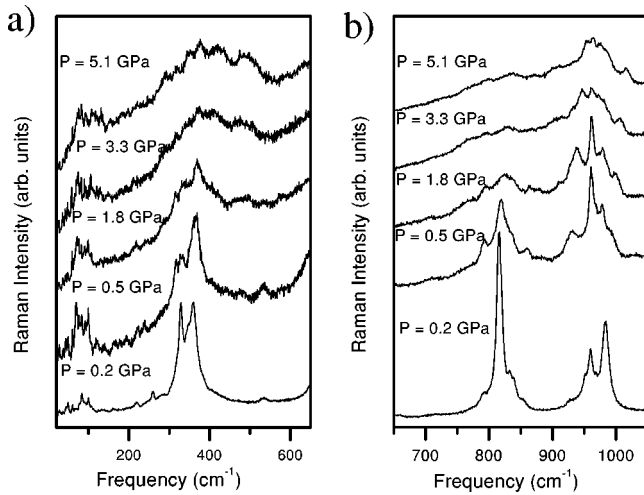 a)
Raman Intensity (arb. units)
P = 5.1 GPa
P = 3.3 GPa
P = 1.8 GPa
P = 0.5 GPa
P = 0.2 GPa
200 400 600
Frequency (cm-1)
b)
Raman Intensity (arb. units)
P = 5.1 GPa
P = 3.3 GPa
P = 1.8 GPa
P = 0.5 GPa
P = 0.2 GPa
700 800 900 1000
Frequency (cm-1)